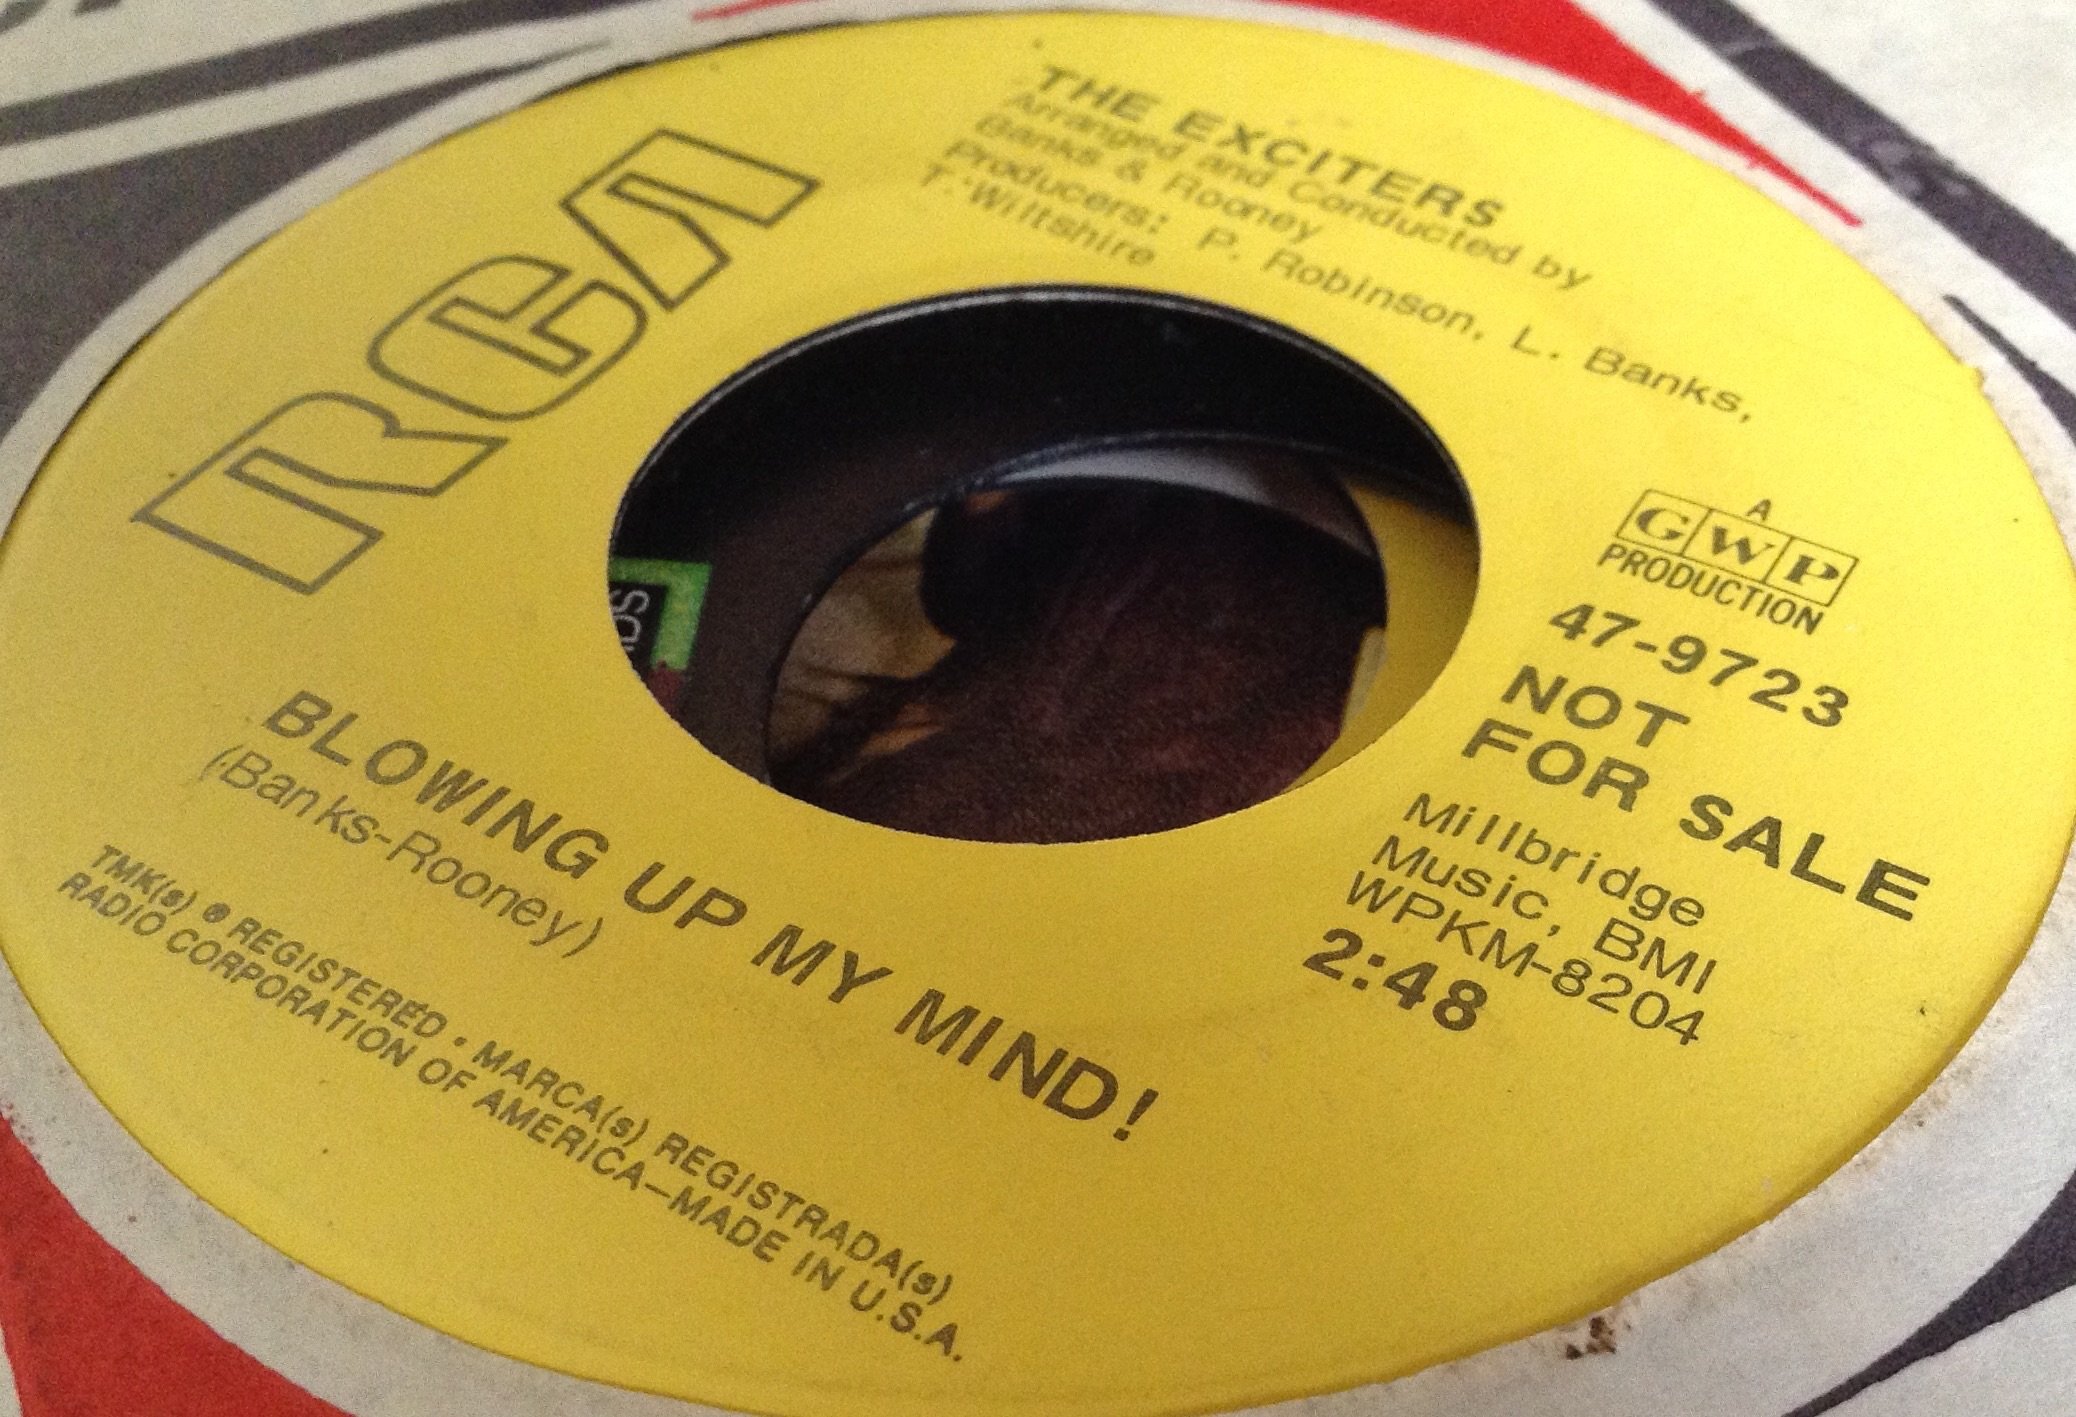 RCA
THE EXCITERS
Arranged and Conducted by
Banks & Rooney
Producers: P. Robinson, L. Banks,
T. Wiltshire
A
GWP
PRODUCTION
47-9723
NOT
FOR SALE
Millbridge
Music, BMI
WPKM-8204
2:48
BLOWING UP MY MIND!
(Banks-Rooney)
TMK(s) ® REGISTERED • MARCA(s) REGISTRADA(s)
RADIO CORPORATION OF AMERICA—MADE IN U.S.A.